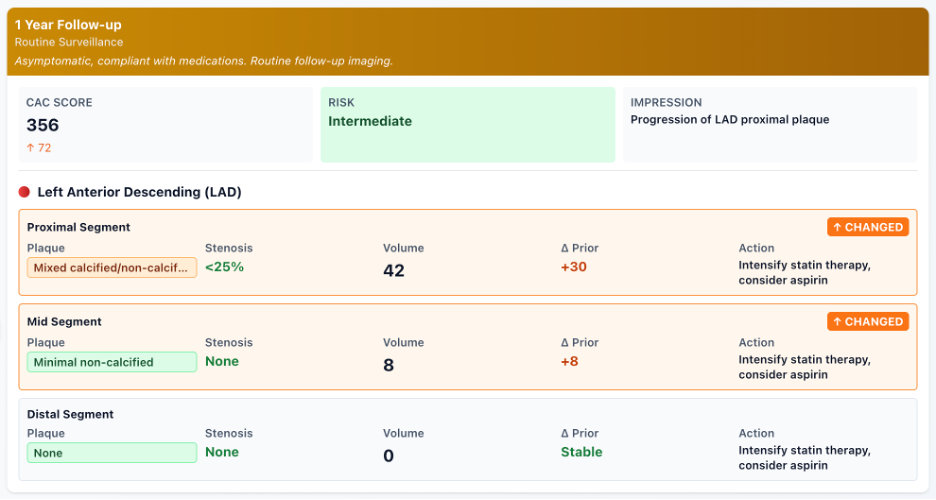 1 Year Follow-up
Routine Surveillance
Asymptomatic, compliant with medications. Routine follow-up imaging.
CAC SCORE
356
↑ 72
RISK
Intermediate
IMPRESSION
Progression of LAD proximal plaque
Left Anterior Descending (LAD)
Proximal Segment
↑ CHANGED
Plaque
Mixed calcified/non-calcif...
Stenosis
<25%
Volume
42
Δ Prior
+30
Action
Intensify statin therapy,
consider aspirin
Mid Segment
↑ CHANGED
Plaque
Minimal non-calcified
Stenosis
None
Volume
8
Δ Prior
+8
Action
Intensify statin therapy,
consider aspirin
Distal Segment
Plaque
None
Stenosis
None
Volume
0
Δ Prior
Stable
Action
Intensify statin therapy,
consider aspirin